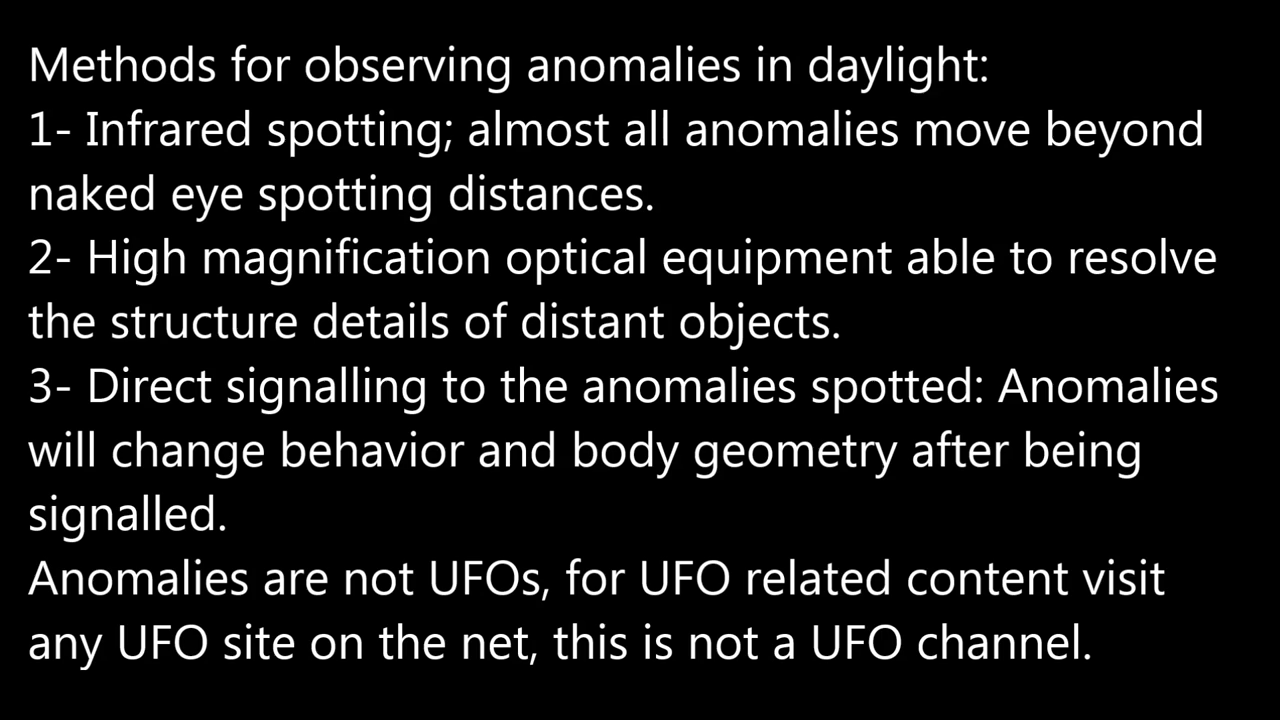 Methods for observing anomalies in daylight:
1- Infrared spotting; almost all anomalies move beyond
naked eye spotting distances.
2- High magnification optical equipment able to resolve
the structure details of distant objects.
3- Direct signalling to the anomalies spotted: Anomalies
will change behavior and body geometry after being
signalled.
Anomalies are not UFOs, for UFO related content visit
any UFO site on the net, this is not a UFO channel.